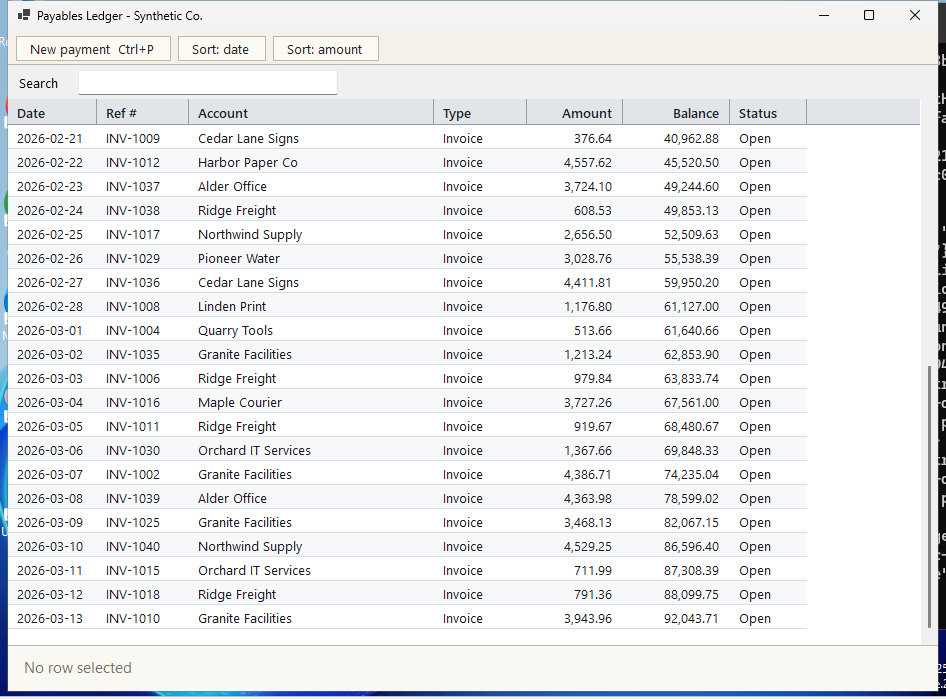 Payables Ledger - Synthetic Co.
New payment Ctrl+P Sort: date Sort: amount
Search
Date Ref # Account Type Amount Balance Status
2026-02-21 INV-1009 Cedar Lane Signs Invoice 376.64 40,962.88 Open
2026-02-22 INV-1012 Harbor Paper Co Invoice 4,557.62 45,520.50 Open
2026-02-23 INV-1037 Alder Office Invoice 3,724.10 49,244.60 Open
2026-02-24 INV-1038 Ridge Freight Invoice 608.53 49,853.13 Open
2026-02-25 INV-1017 Northwind Supply Invoice 2,656.50 52,509.63 Open
2026-02-26 INV-1029 Pioneer Water Invoice 3,028.76 55,538.39 Open
2026-02-27 INV-1036 Cedar Lane Signs Invoice 4,411.81 59,950.20 Open
2026-02-28 INV-1008 Linden Print Invoice 1,176.80 61,127.00 Open
2026-03-01 INV-1004 Quarry Tools Invoice 513.66 61,640.66 Open
2026-03-02 INV-1035 Granite Facilities Invoice 1,213.24 62,853.90 Open
2026-03-03 INV-1006 Ridge Freight Invoice 979.84 63,833.74 Open
2026-03-04 INV-1016 Maple Courier Invoice 3,727.26 67,561.00 Open
2026-03-05 INV-1011 Ridge Freight Invoice 919.67 68,480.67 Open
2026-03-06 INV-1030 Orchard IT Services Invoice 1,367.66 69,848.33 Open
2026-03-07 INV-1002 Granite Facilities Invoice 4,386.71 74,235.04 Open
2026-03-08 INV-1039 Alder Office Invoice 4,363.98 78,599.02 Open
2026-03-09 INV-1025 Granite Facilities Invoice 3,468.13 82,067.15 Open
2026-03-10 INV-1040 Northwind Supply Invoice 4,529.25 86,596.40 Open
2026-03-11 INV-1015 Orchard IT Services Invoice 711.99 87,308.39 Open
2026-03-12 INV-1018 Ridge Freight Invoice 791.36 88,099.75 Open
2026-03-13 INV-1010 Granite Facilities Invoice 3,943.96 92,043.71 Open
No row selected